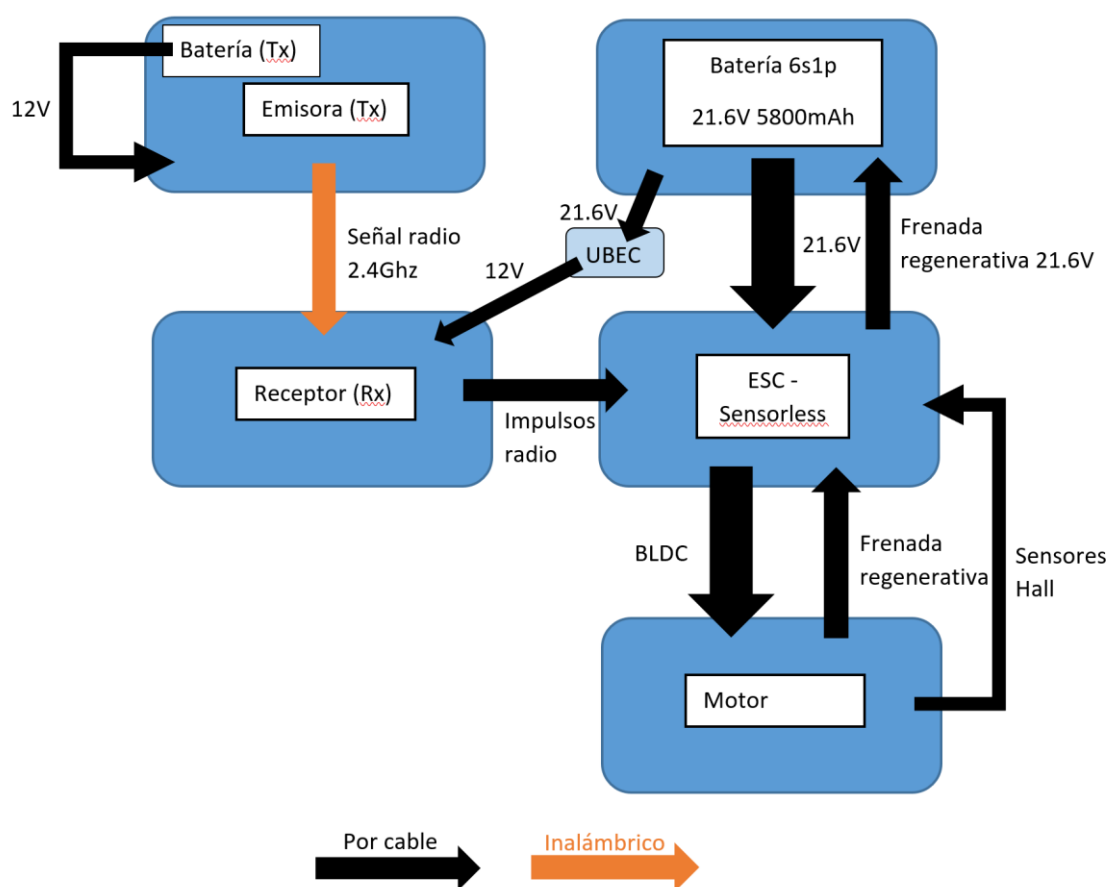 Batería (Tx)
12V
Emisora (Tx)
Batería 6s1p
21.6V 5800mAh
Señal radio
2.4Ghz
21.6V
UBEC
12V
21.6V
Frenada
regenerativa 21.6V
Receptor (Rx)
Impulsos
radio
ESC -
Sensorless
BLDC
Frenada
regenerativa
Sensores
Hall
Motor
Por cable
Inalámbrico